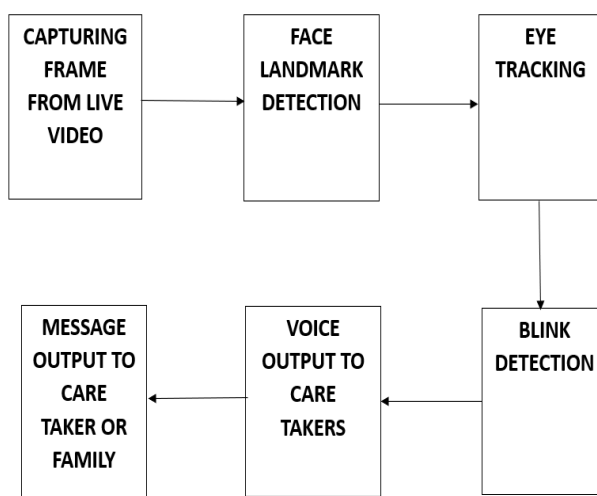 CAPTURING
FRAME
FROM LIVE
VIDEO
FACE
LANDMARK
DETECTION
EYE
TRACKING
BLINK
DETECTION
VOICE
OUTPUT TO
CARE
TAKERS
MESSAGE
OUTPUT TO
CARE
TAKER OR
FAMILY